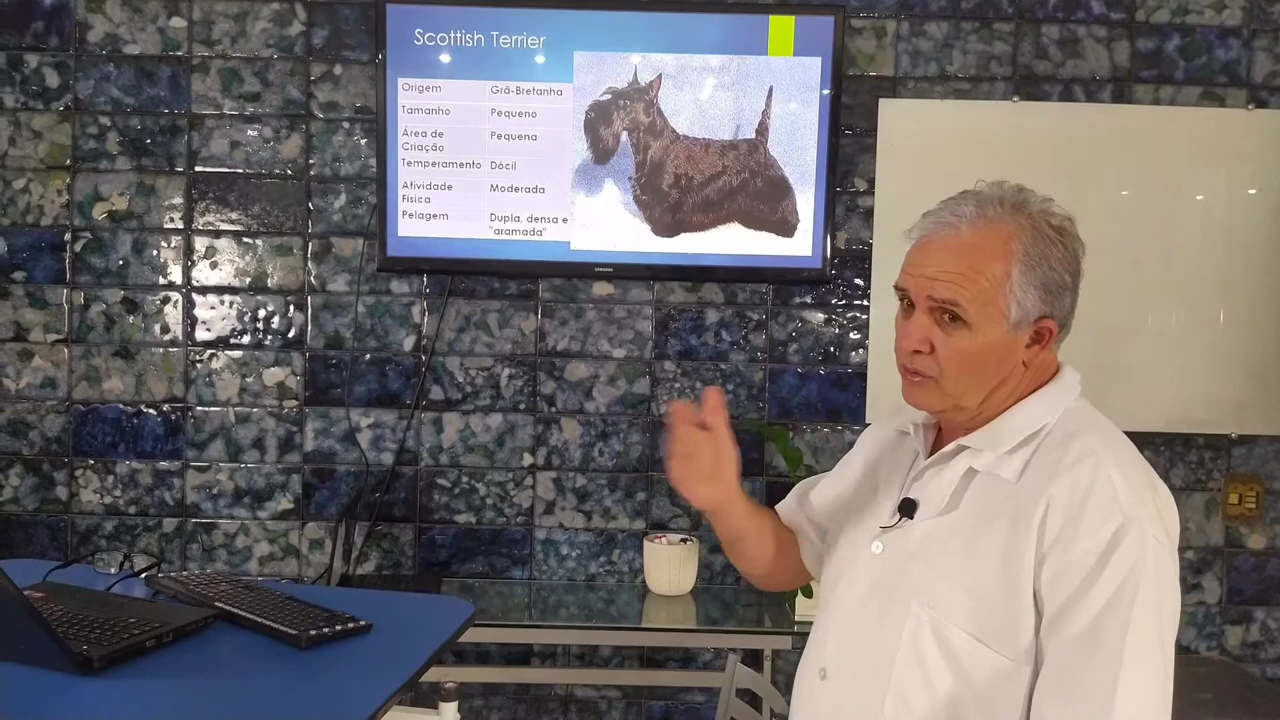 Scottish Terrier
Origem Grã-Bretanha
Tamanho Pequeno
Área de Criação Pequena
Temperamento Dócil
Atividade Física Moderada
Pelagem Dupla, densa e "aramada"
SAMSUNG